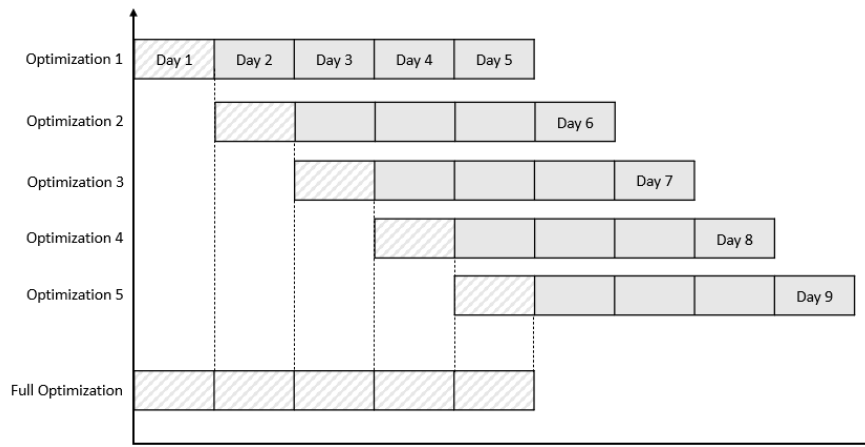 Optimization 1
Day 1 Day 2 Day 3 Day 4 Day 5
Optimization 2
Day 6
Optimization 3
Day 7
Optimization 4
Day 8
Optimization 5
Day 9
Full Optimization